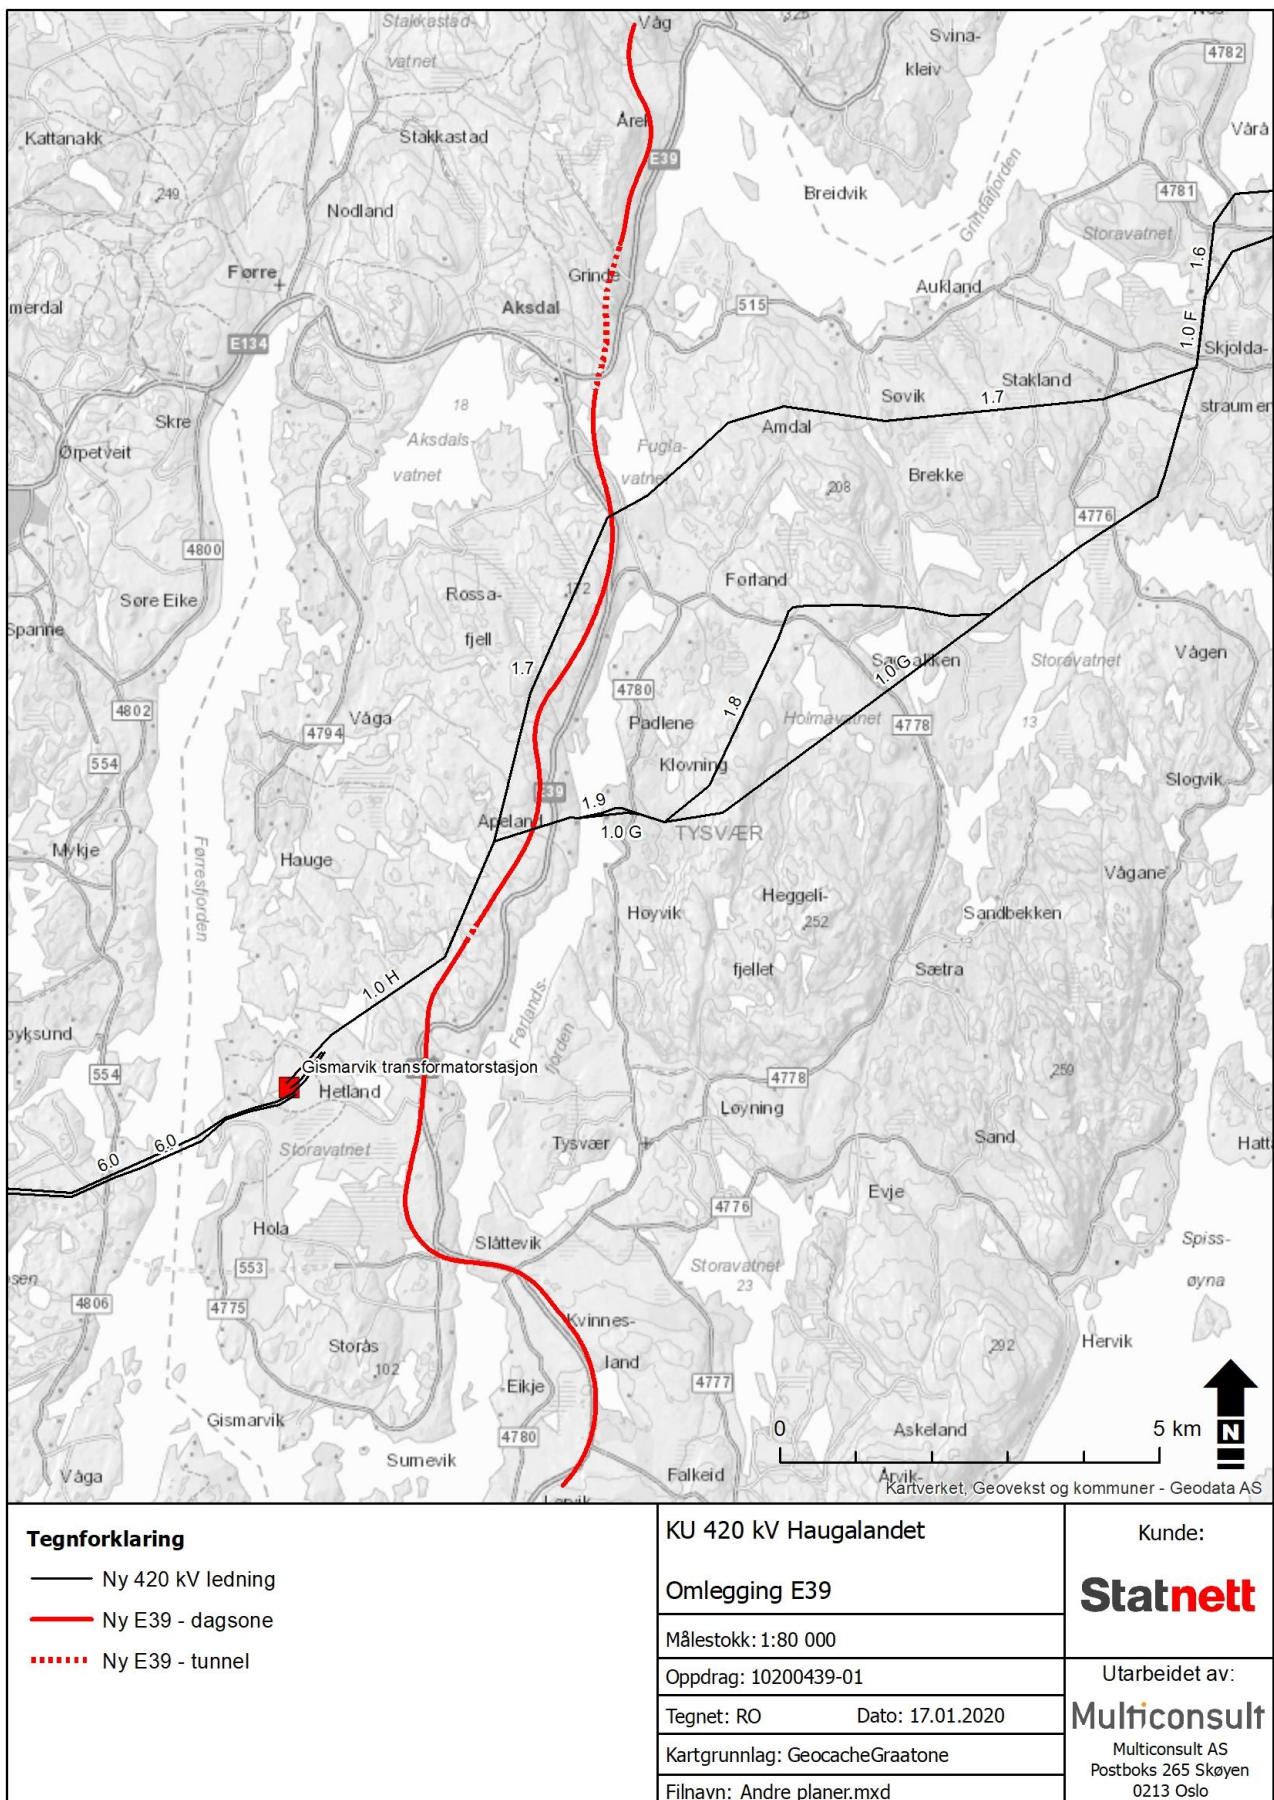 Stakkastad-
vatnet
Våg
328
Svina-
kleiv
4782
Kattanakk
Stakkastad
Årek
E39
Vårå
249
Nodland
Breidvik
Grindafjorden
4781
Storavatnet
Førre
Grinde
Aukland
1.6
merdal
Aksdal
515
E134
1.0 F
Skjolda-
straumen
Stakland
1.7
Søvik
18
Skre
Aksdals-
vatnet
Fugla-
vatnet
Amdal
Ørpetveit
Brekke
208
4776
4800
Rossa-
fjell
172
Førland
Søre Eike
Spanne
1.7
1.0 G
Storavatnet
Vågen
4802
Våga
4794
4780
Padlene
1.8
Holmavatnet
4778
13
554
Klovning
Slogvik
E39
1.9
Apeland
1.0 G
TYSVÆR
Mykje
Hauge
Førresfjorden
Vågane
Høyvik
Heggeli-
252
fjellet
Sandbekken
Sætra
1.0 H
Førlands-
fjorden
øyksund
554
Gismarvik transformatorstasjon
Hetland
4778
259
Løyning
6.0
6.0
Storavatnet
Tysvær
Sand
Hatt
Evje
4776
Hola
Slåttevik
Storavatnet
23
Spiss-
øyna
553
4806
4775
Kvinnes-
land
Storås
102
292
Hervik
Eikje
4777
Gismarvik
4780
Askeland
0
5 km
N
Våga
Sumevik
Falkeid
Årvik-
Kartverket, Geovekst og kommuner - Geodata AS
Tegnforklaring
Ny 420 kV ledning
Ny E39 - dagsone
Ny E39 - tunnel
KU 420 kV Haugalandet
Omlegging E39
Målestokk: 1:80 000
Oppdrag: 10200439-01
Tegnet: RO Dato: 17.01.2020
Kartgrunnlag: GeocacheGraatone
Filnavn: Andre planer.mxd
Kunde:
Statnett
Utarbeidet av:
Multiconsult
Multiconsult AS
Postboks 265 Skøyen
0213 Oslo